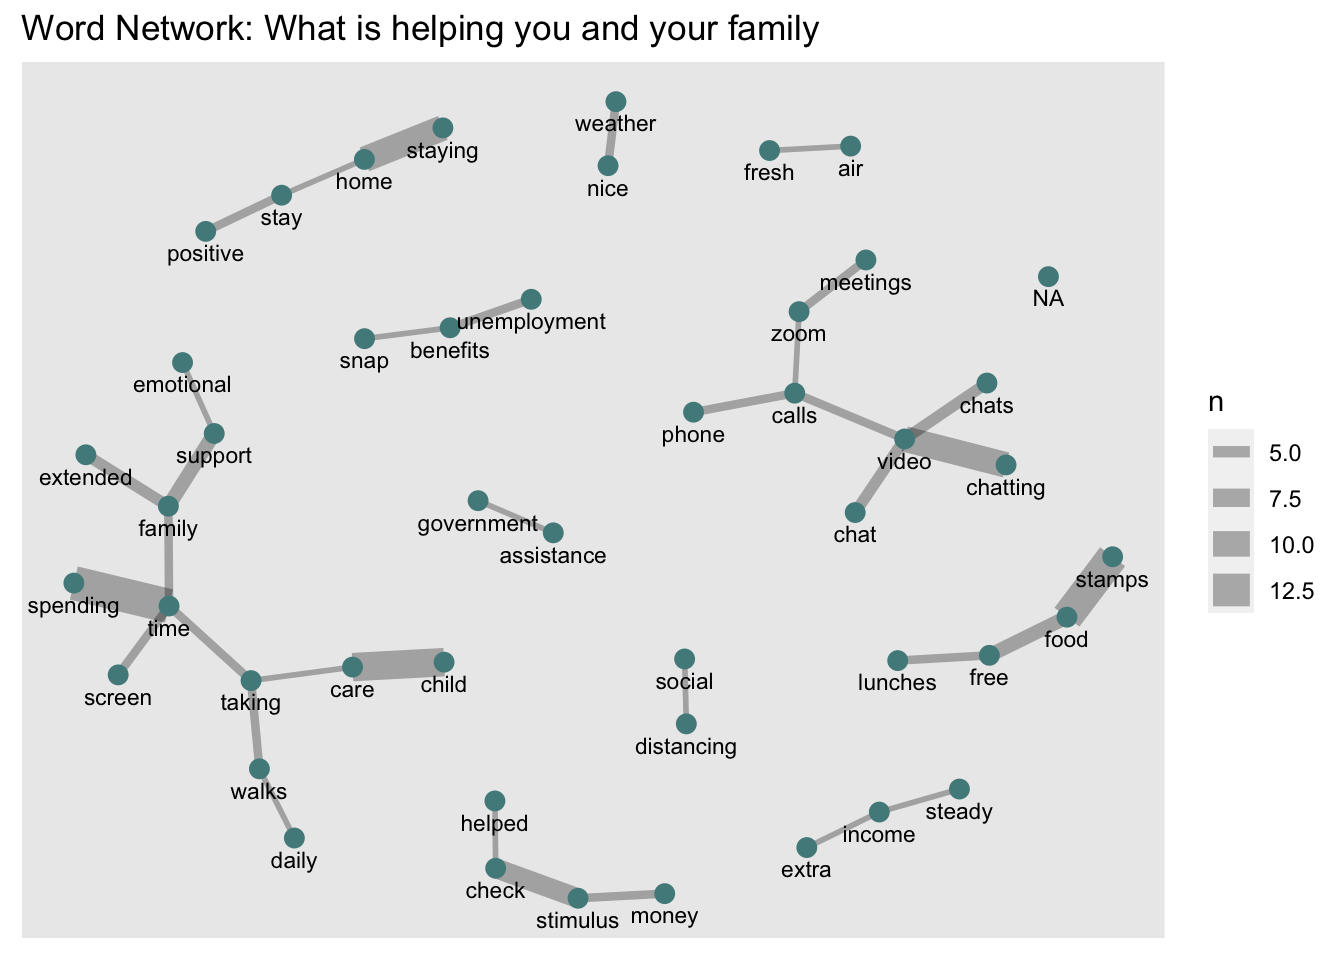 Word Network: What is helping you and your family
weather
staying
nice
fresh
air
home
stay
positive
meetings
NA
zoom
unemployment
snap
benefits
emotional
chats
calls
phone
support
video
extended
chatting
family
government
chat
assistance
stamps
spending
time
food
screen
care
child
social
lunches
free
taking
distancing
walks
steady
helped
income
daily
extra
check
stimulus
money
n
5.0
7.5
10.0
12.5